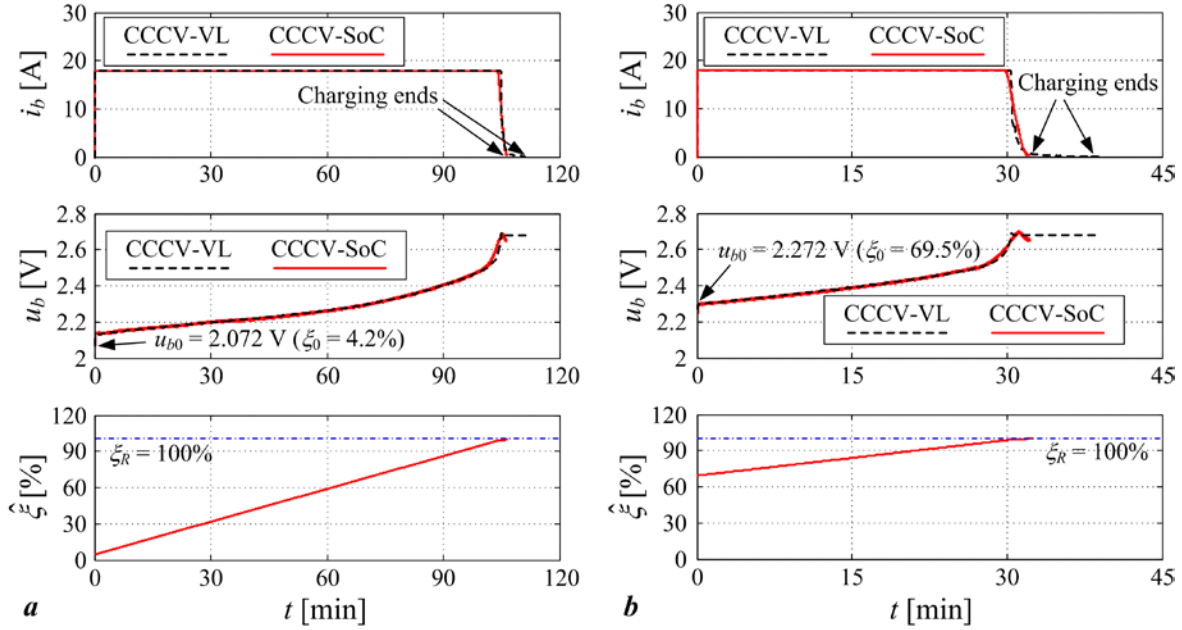 30
20
10
0
i_b [A]
CCCV-VL CCCV-SoC
Charging ends
0 30 60 90 120
2.8
2.6
2.4
2.2
2
u_b [V]
CCCV-VL CCCV-SoC
u_b0 = 2.072 V (ξ_0 = 4.2%)
0 30 60 90 120
120
90
60
30
0
ξ̂ [%]
ξ_R = 100%
0 30 60 90 120
a
t [min]
30
20
10
0
i_b [A]
CCCV-VL CCCV-SoC
Charging ends
0 15 30 45
2.8
2.6
2.4
2.2
2
u_b [V]
u_b0 = 2.272 V (ξ_0 = 69.5%)
CCCV-VL CCCV-SoC
0 15 30 45
120
90
60
30
0
ξ̂ [%]
ξ_R = 100%
0 15 30 45
b
t [min]